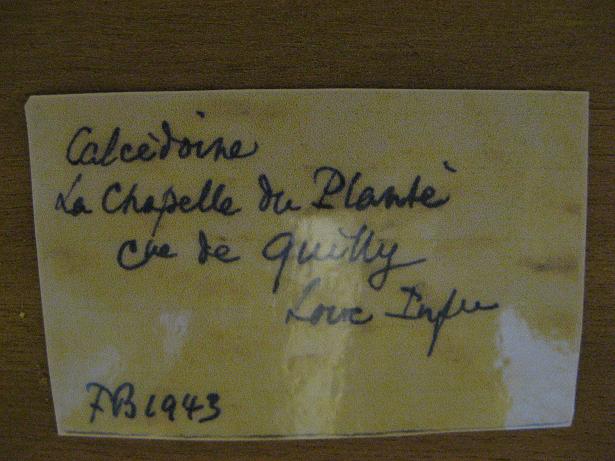 Calcédoine
La Chapelle du Planté
Cne de Quilly
Loire Infre
FB1943